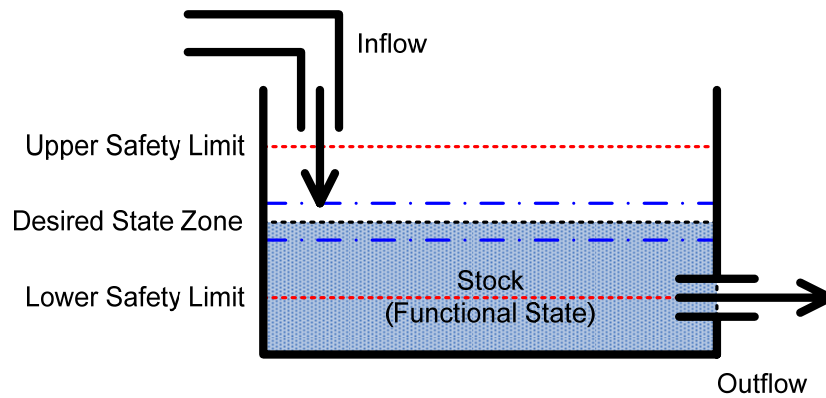 Inflow
Upper Safety Limit
Desired State Zone
Lower Safety Limit
Stock
(Functional State)
Outflow